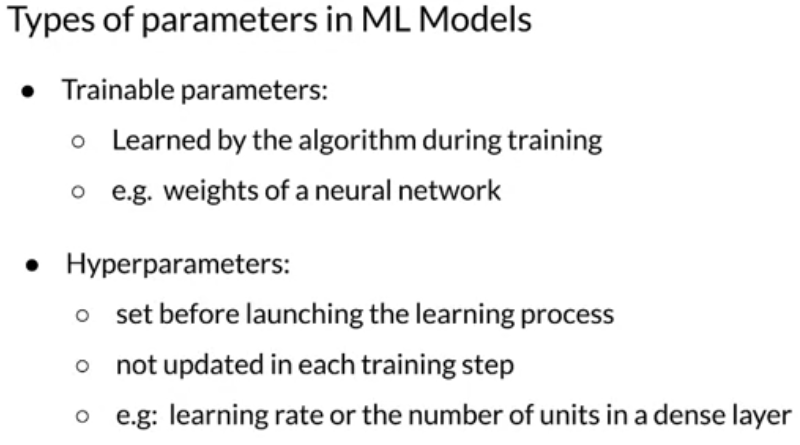 Types of parameters in ML Models
● Trainable parameters:
○ Learned by the algorithm during training
○ e.g. weights of a neural network
● Hyperparameters:
○ set before launching the learning process
○ not updated in each training step
○ e.g: learning rate or the number of units in a dense layer